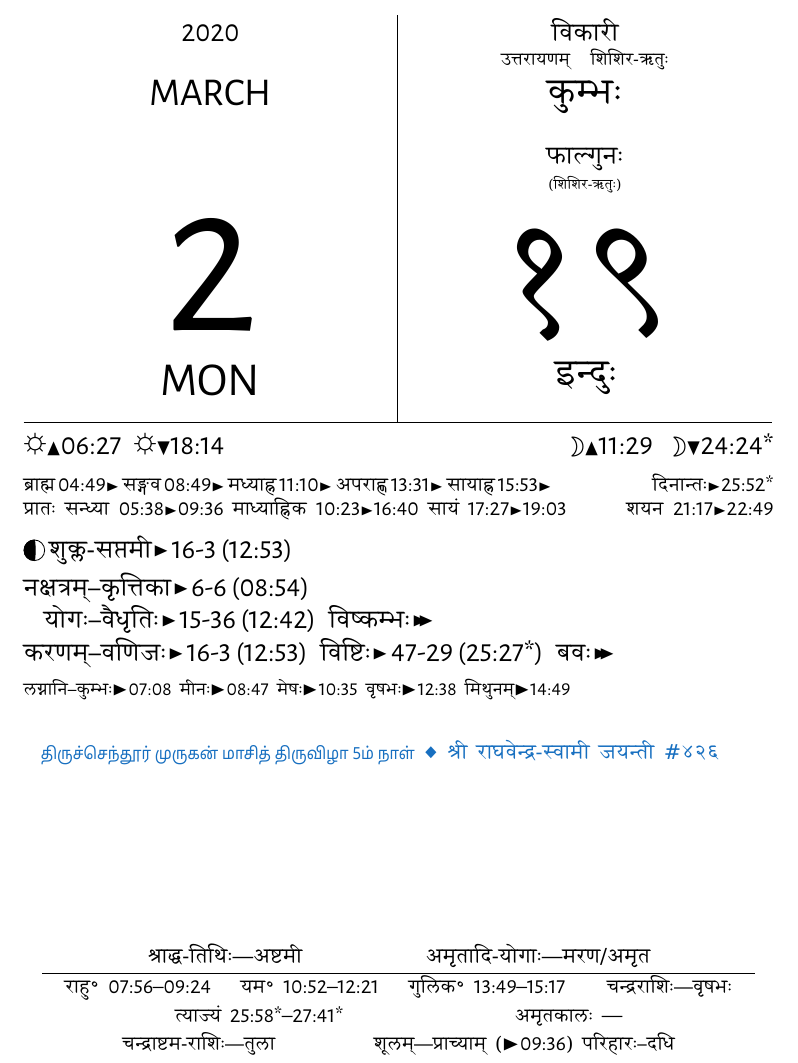 2020
MARCH
2
MON
विकारी
उत्तरायणम् शिशिर-ऋतुः
कुम्भः
फाल्गुनः
(शिशिर-ऋतुः)
१९
इन्दुः
☼▲06:27 ☼▼18:14 ☽▲11:29 ☽▼24:24*
ब्राह्म 04:49► सङ्गव 08:49► मध्याह्न 11:10► अपराह्ण 13:31► सायाह्न 15:53► दिनान्तः►25:52*
प्रातः सन्ध्या 05:38►09:36 माध्याह्निक 10:23►16:40 सायं 17:27►19:03 शयन 21:17►22:49
शुक्ल-सप्तमी►16-3 (12:53)
नक्षत्रम्–कृत्तिका►6-6 (08:54)
योगः–वैधृतिः►15-36 (12:42) विष्कम्भः►►
करणम्–वणिजः►16-3 (12:53) विष्टिः►47-29 (25:27*) बवः►►
लग्नानि–कुम्भः►07:08 मीनः►08:47 मेषः►10:35 वृषभः►12:38 मिथुनम्►14:49
திருச்செந்தூர் முருகன் மாசித் திருவிழா 5ம் நாள் ♦ श्री राघवेन्द्र-स्वामी जयन्ती #४२६
श्राद्ध-तिथिः—अष्टमी अमृतादि-योगाः—मरण/अमृत
राहु° 07:56–09:24 यम° 10:52–12:21 गुलिक° 13:49–15:17 चन्द्रराशिः—वृषभः
त्याज्यं 25:58*–27:41* अमृतकालः —
चन्द्राष्टम-राशिः—तुला शूलम्—प्राच्याम् (►09:36) परिहारः–दधि